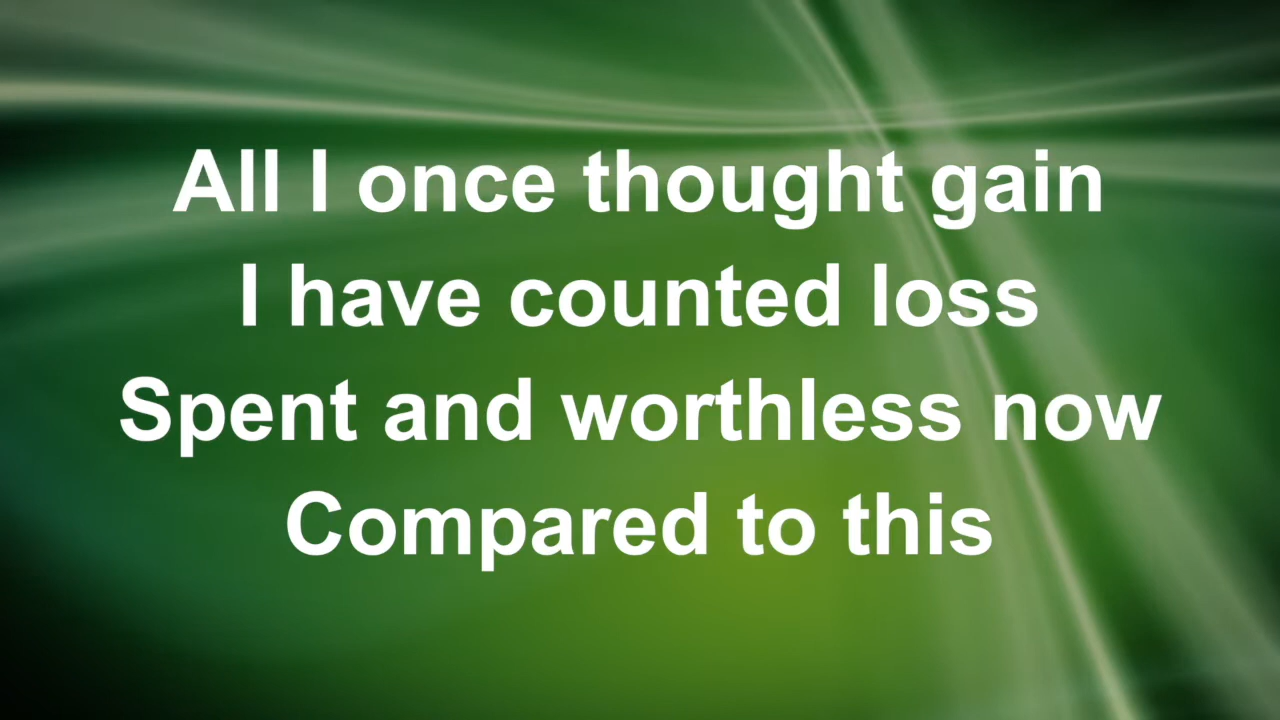 All I once thought gain
I have counted loss
Spent and worthless now
Compared to this